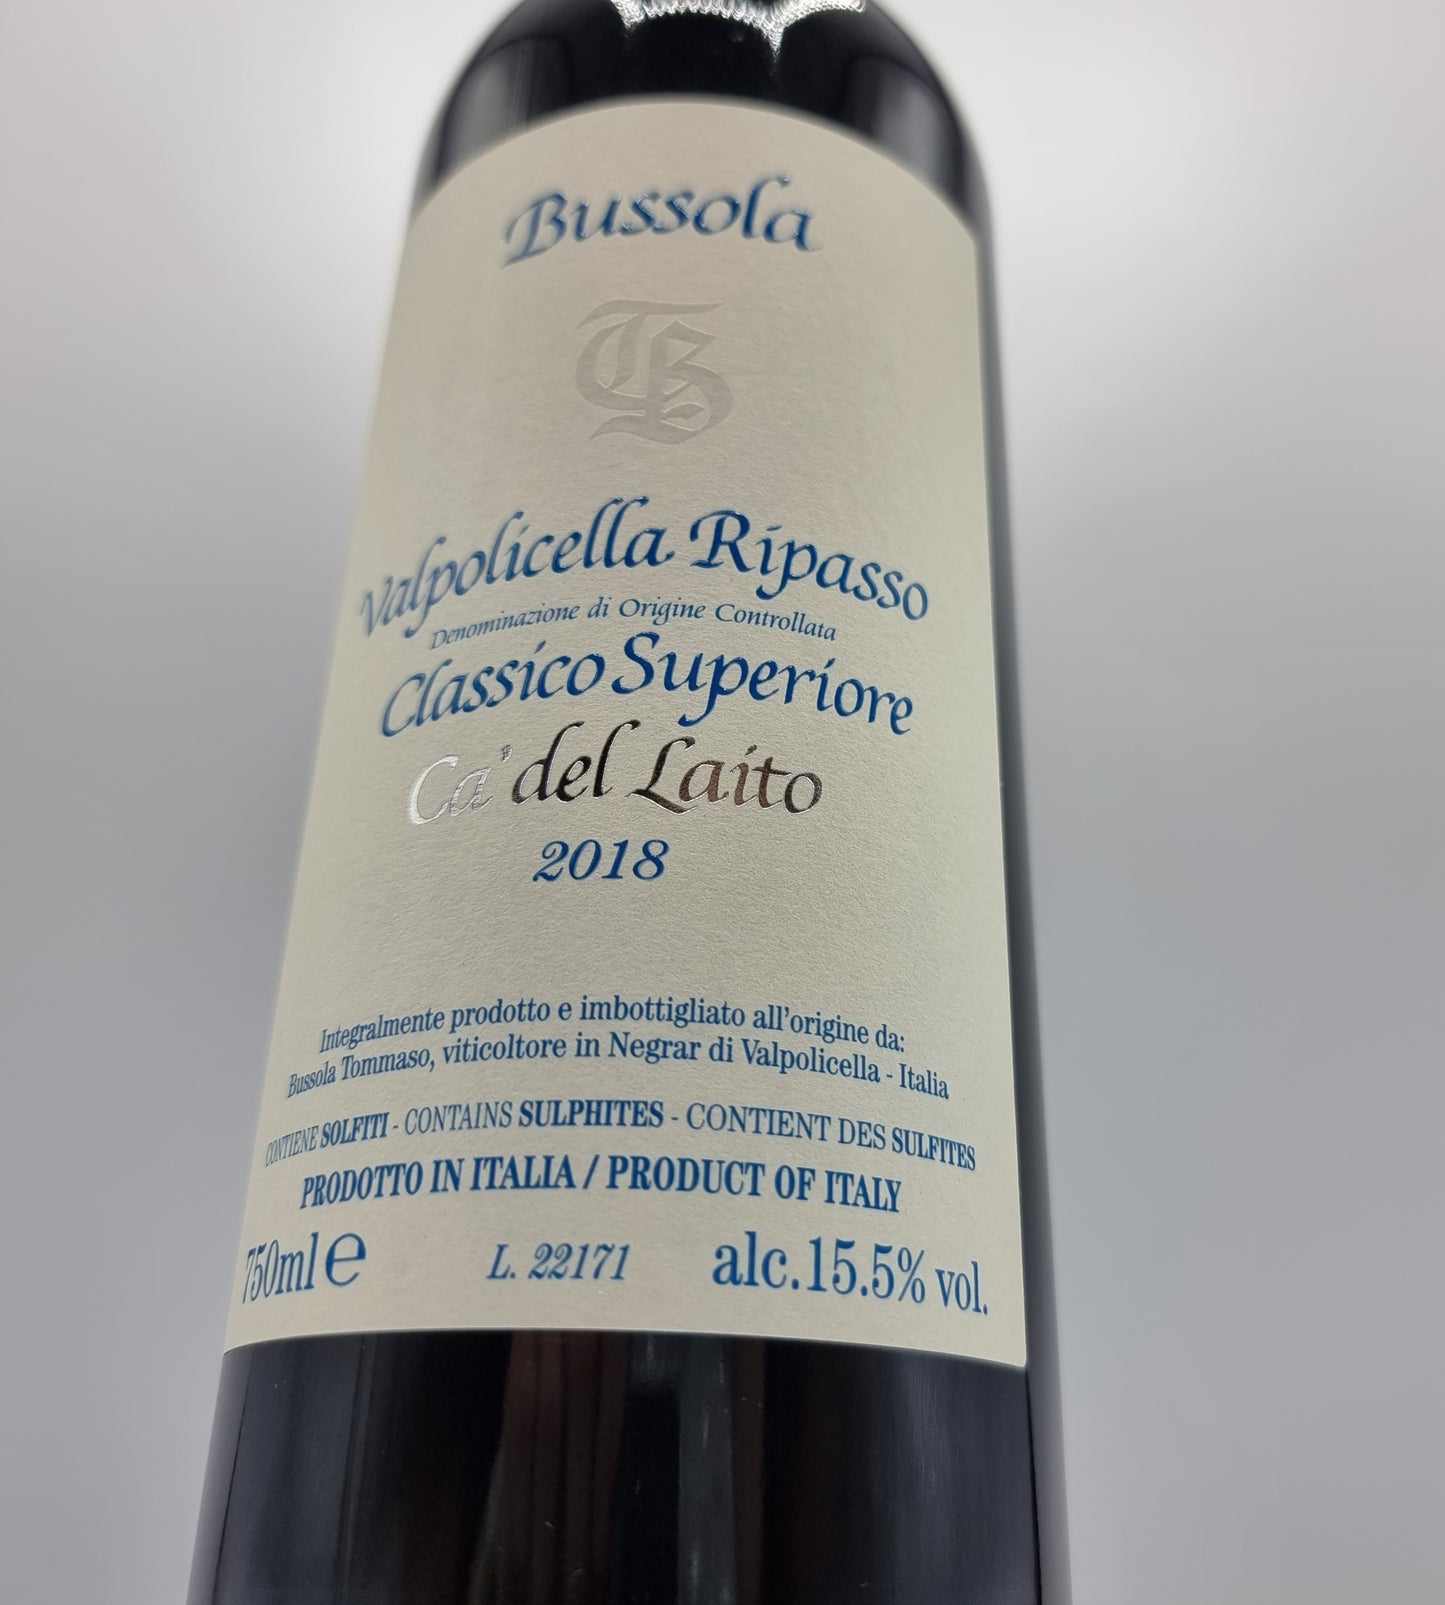 Bussola
TB
Valpolicella Ripasso
Denominazione di Origine Controllata
Classico Superiore
Ca' del Laito
2018
Integralmente prodotto e imbottigliato all'origine da:
Bussola Tommaso, viticoltore in Negrar di Valpolicella - Italia
CONTIENE SOLFITI - CONTAINS SULPHITES - CONTIENT DES SULFITES
PRODOTTO IN ITALIA / PRODUCT OF ITALY
750ml e L. 22171 alc.15.5% vol.